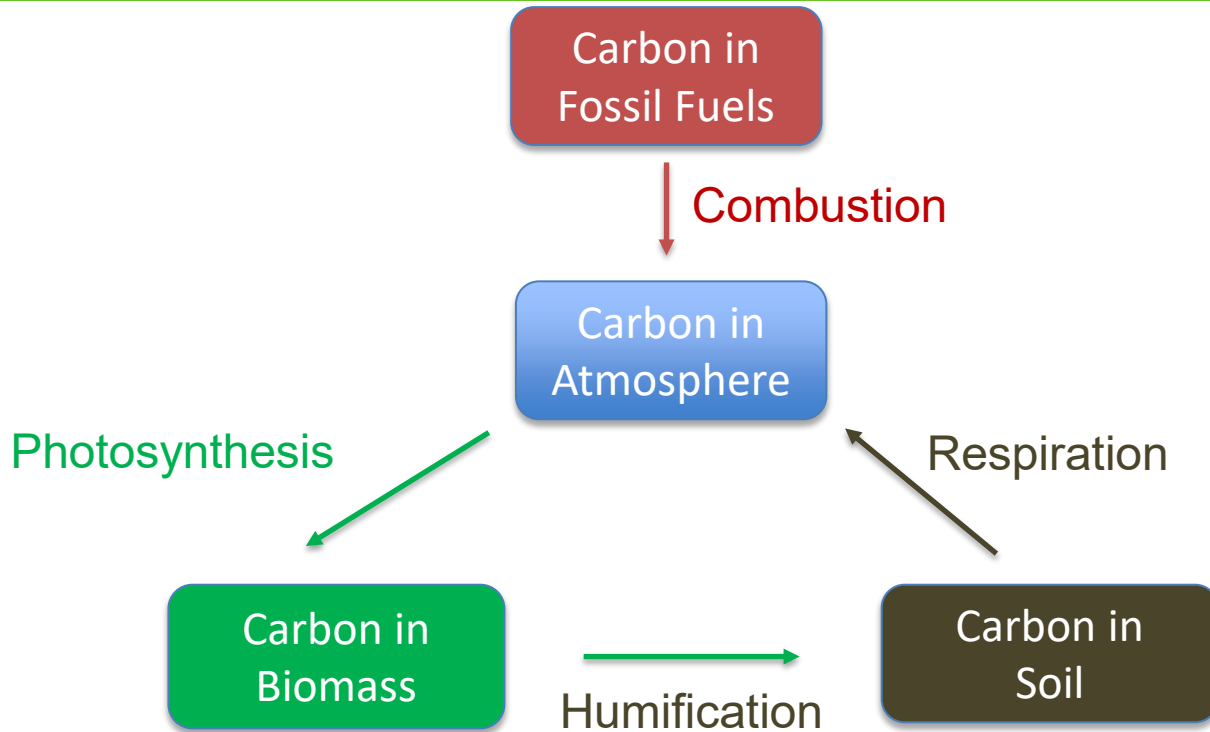 Carbon in
Fossil Fuels
Combustion
Carbon in
Atmosphere
Photosynthesis
Respiration
Carbon in
Biomass
Humification
Carbon in
Soil